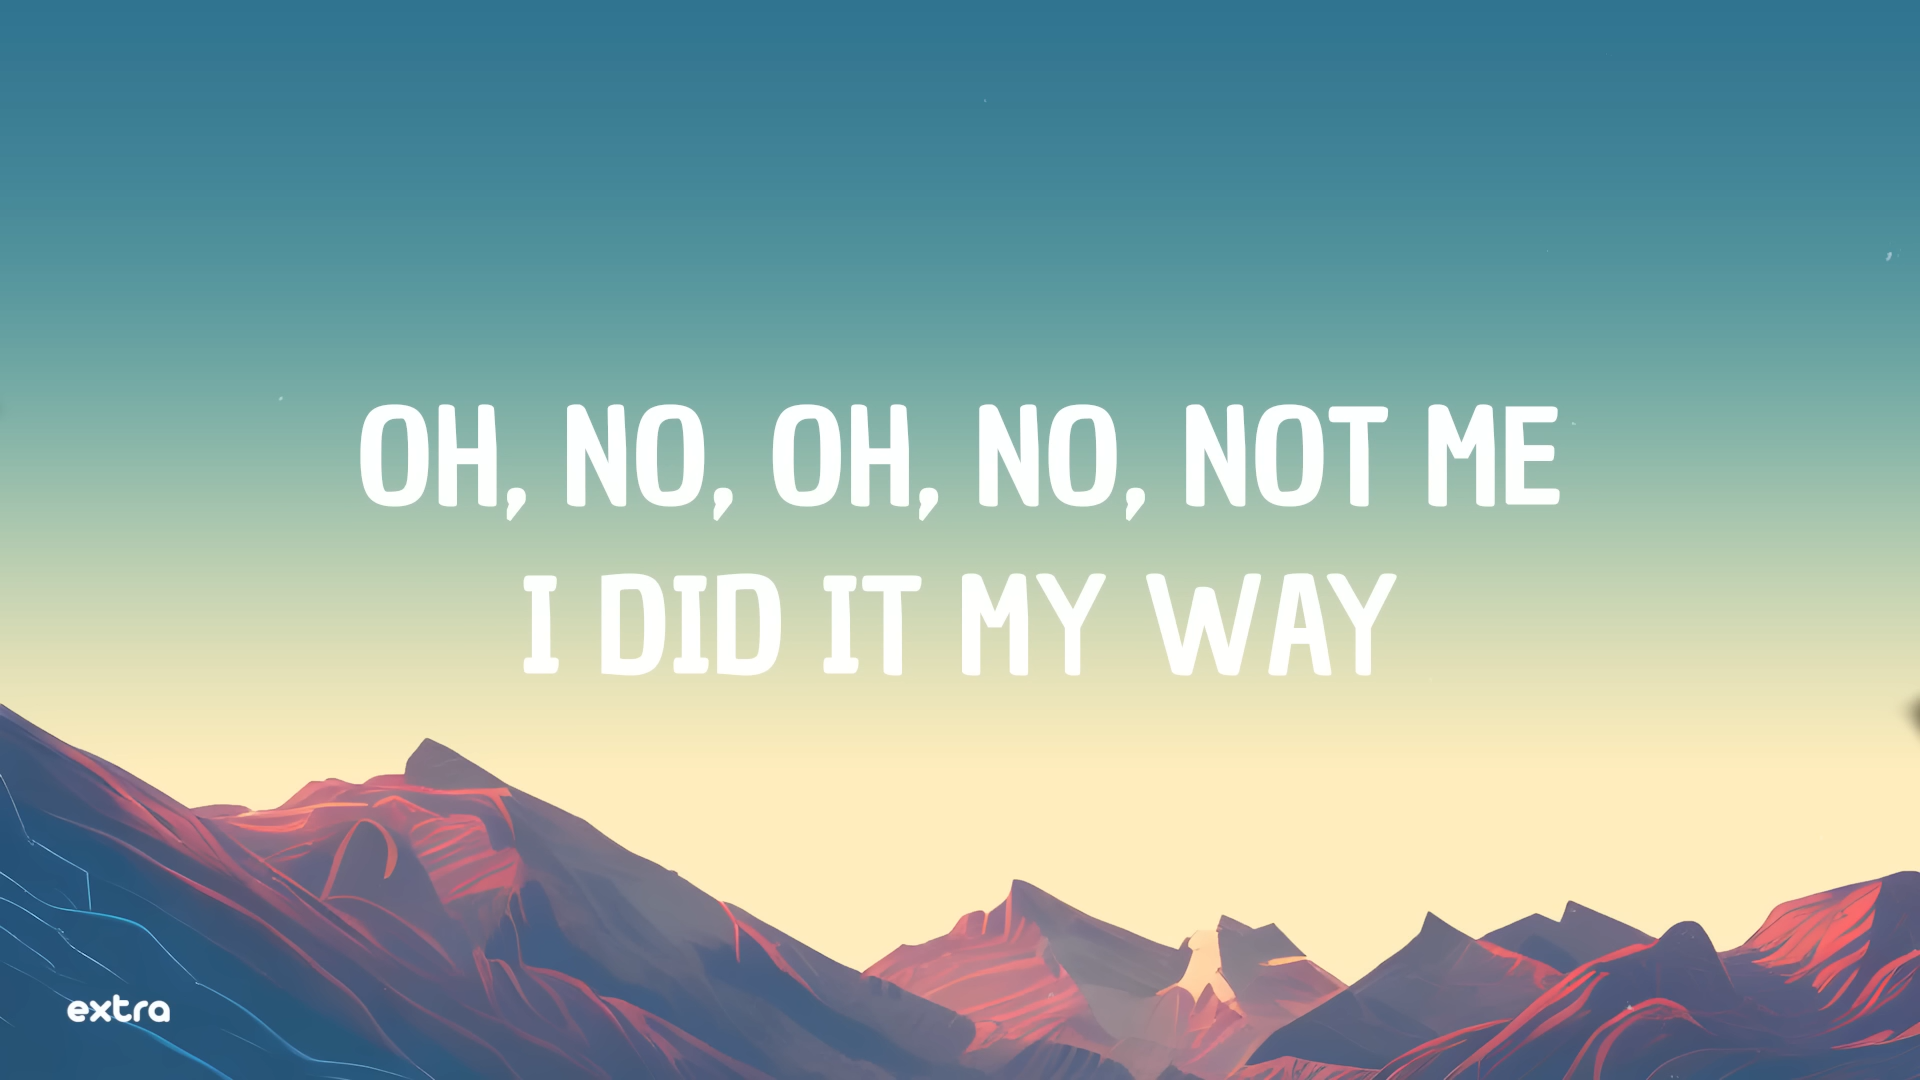 OH, NO, OH, NO, NOT ME
I DID IT MY WAY
extra